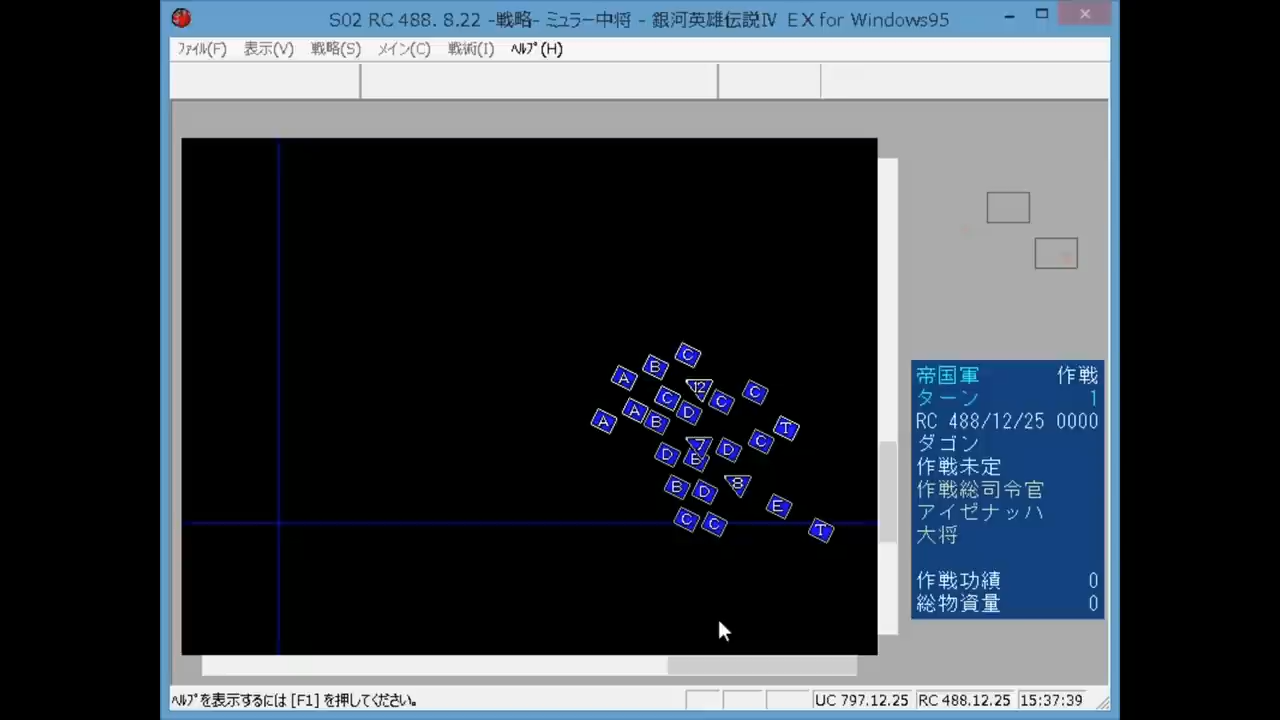 S02 RC 488. 8.22 -戦略- ミュラー中将 - 銀河英雄伝説Ⅳ EX for Windows95
ﾌｧｲﾙ(F) 表示(V) 戦略(S) メイン(C) 戦術(I) ﾍﾙﾌﾟ(H)
C
B
A
12
C
C
C
A
D
A
B
T
7
C
D
D
B
8
B
D
E
C
C
T
帝国軍 作戦
ターン 1
RC 488/12/25 0000
ダゴン
作戦未定
作戦総司令官
アイゼナッハ
大将
作戦功績 0
総物資量 0
ﾍﾙﾌﾟを表示するには [F1] を押してください。
UC 797.12.25 RC 488.12.25 15:37:39